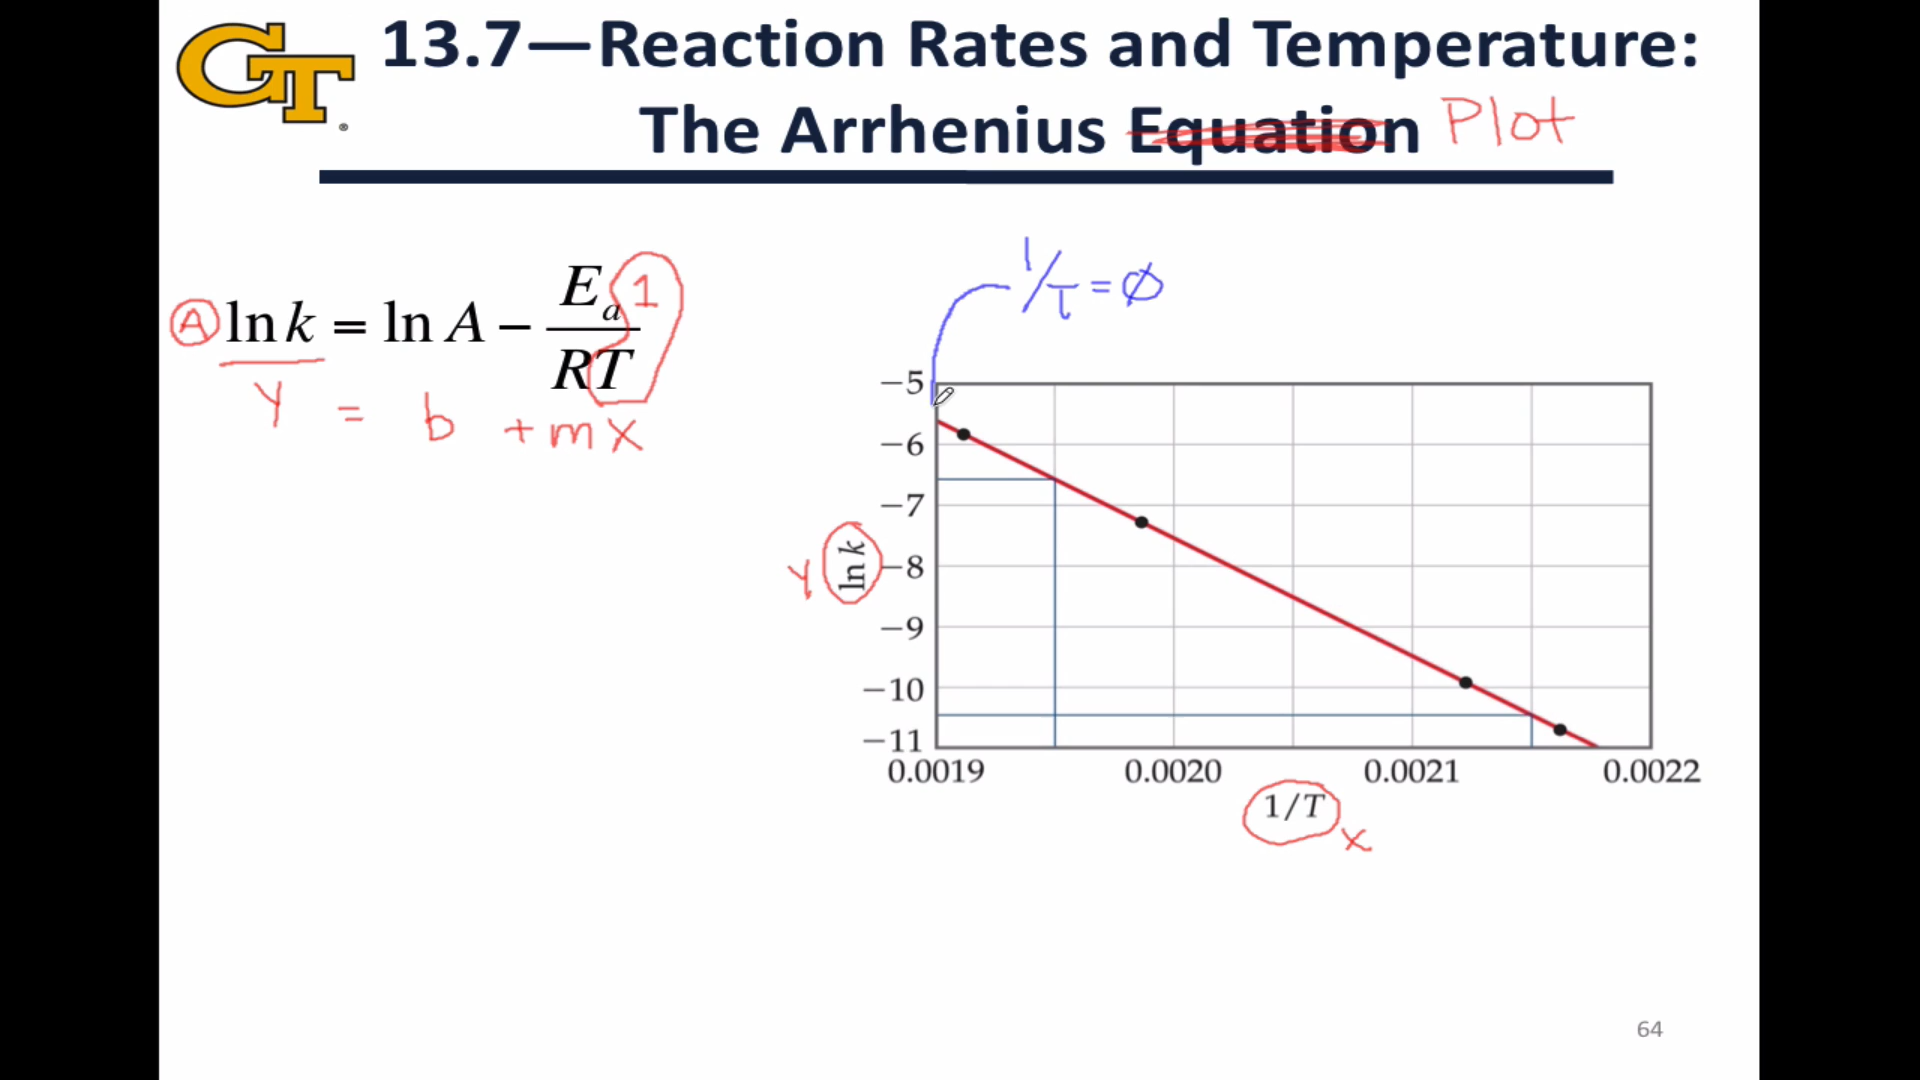 GT®
13.7—Reaction Rates and Temperature:
The Arrhenius Equation Plot
1/T = ∅
Ⓐ ln k = ln A − Eₐ 1 / RT
Y = b + m X
−5
−6
−7
−8
−9
−10
−11
Y ln k
0.0019 0.0020 0.0021 0.0022
1/T x
64